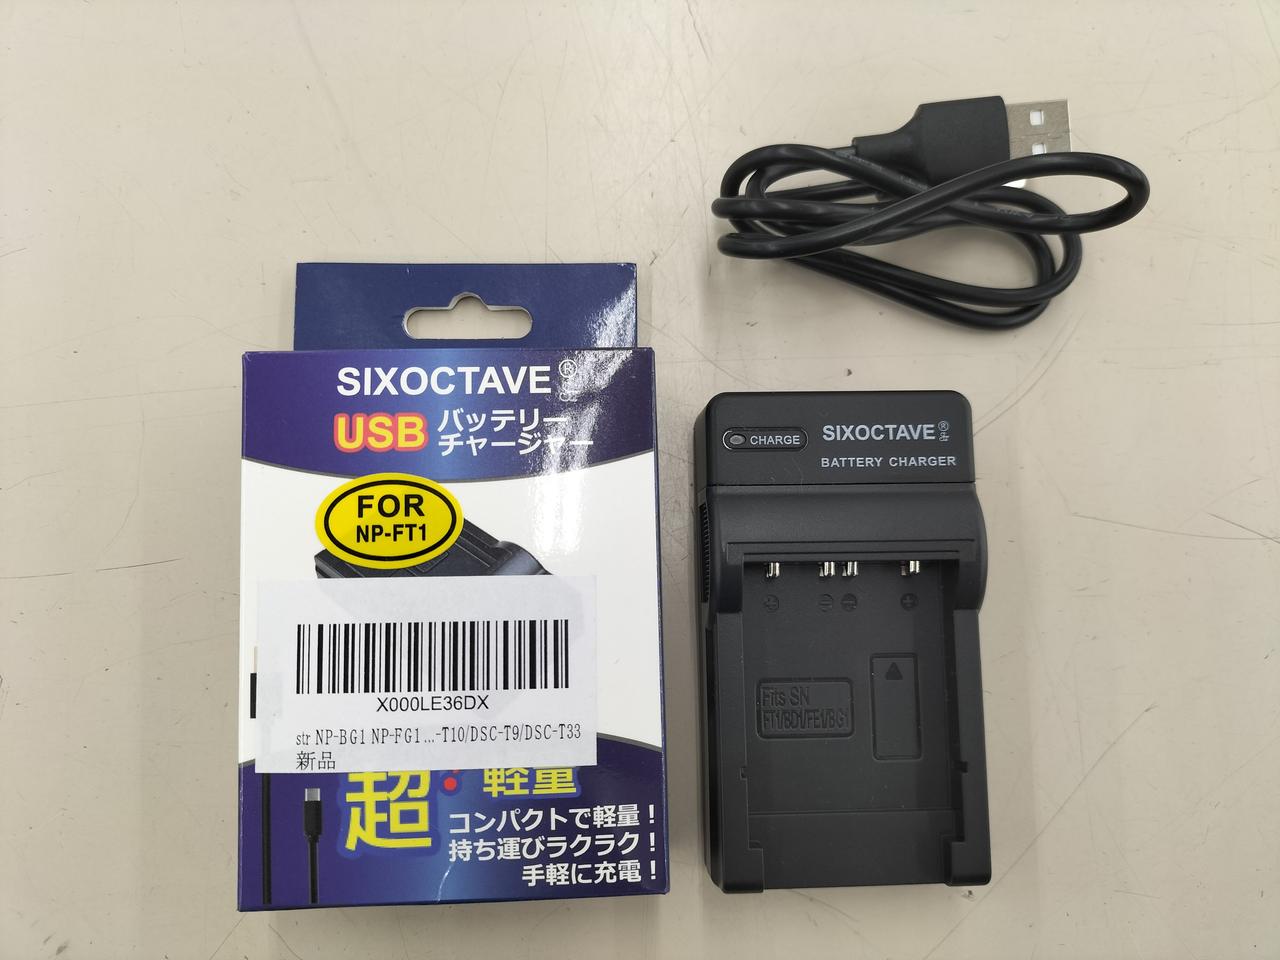 SIXOCTAVE®
USB バッテリー
チャージャー
FOR
NP-FT1
X000LE36DX
str NP-BG1 NP-FG1 ...-T10/DSC-T9/DSC-T33
新品
超 軽量
コンパクトで軽量！
持ち運びラクラク！
手軽に充電！
CHARGE
SIXOCTAVE®
BATTERY CHARGER
Fits SN
FT1/BD1/FE1/BG1